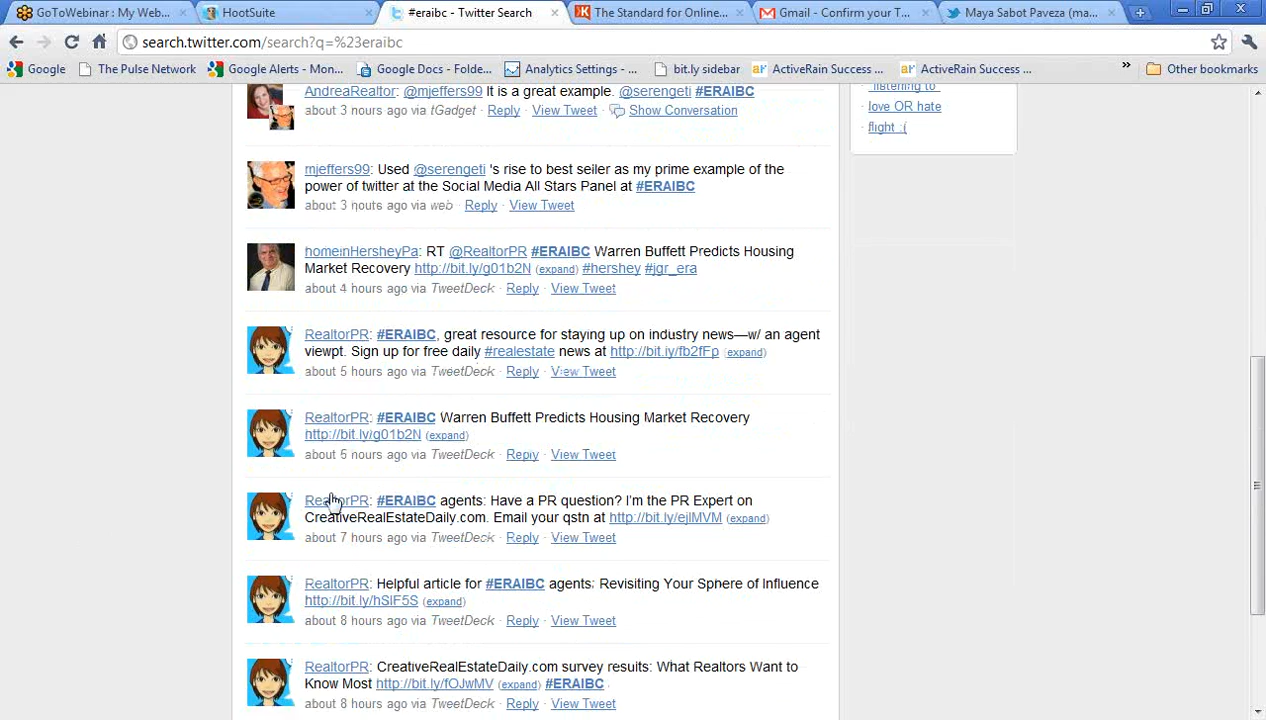 GoToWebinar : My Web...
HootSuite
#eraibc - Twitter Search
The Standard for Online...
Gmail - Confirm your T...
Maya Sabot Paveza (ma...
search.twitter.com/search?q=%23eraibc
Google
The Pulse Network
Google Alerts - Mon...
Google Docs - Folde...
Analytics Settings - ...
bit.ly sidebar
ActiveRain Success ...
ActiveRain Success ...
»
Other bookmarks
AndreaRealtor: @mjeffers99 It is a great example. @serengeti #ERAIBC
about 3 hours ago via tGadget · Reply · View Tweet · Show Conversation
"listening to"
love OR hate
flight :(
mjeffers99: Used @serengeti 's rise to best seller as my prime example of the
power of twitter at the Social Media All Stars Panel at #ERAIBC
about 3 hours ago via web · Reply · View Tweet
homeinHersheyPa: RT @RealtorPR #ERAIBC Warren Buffett Predicts Housing
Market Recovery http://bit.ly/g01b2N (expand) #hershey #jgr_era
about 4 hours ago via TweetDeck · Reply · View Tweet
RealtorPR: #ERAIBC, great resource for staying up on industry news—w/ an agent
viewpt. Sign up for free daily #realestate news at http://bit.ly/fb2fFp (expand)
about 5 hours ago via TweetDeck · Reply · View Tweet
RealtorPR: #ERAIBC Warren Buffett Predicts Housing Market Recovery
http://bit.ly/g01b2N (expand)
about 5 hours ago via TweetDeck · Reply · View Tweet
RealtorPR: #ERAIBC agents: Have a PR question? I'm the PR Expert on
CreativeRealEstateDaily.com. Email your qstn at http://bit.ly/ejlMVM (expand)
about 7 hours ago via TweetDeck · Reply · View Tweet
RealtorPR: Helpful article for #ERAIBC agents: Revisiting Your Sphere of Influence
http://bit.ly/hSlF5S (expand)
about 8 hours ago via TweetDeck · Reply · View Tweet
RealtorPR: CreativeRealEstateDaily.com survey results: What Realtors Want to
Know Most http://bit.ly/fOJwMV (expand) #ERAIBC
about 8 hours ago via TweetDeck · Reply · View Tweet